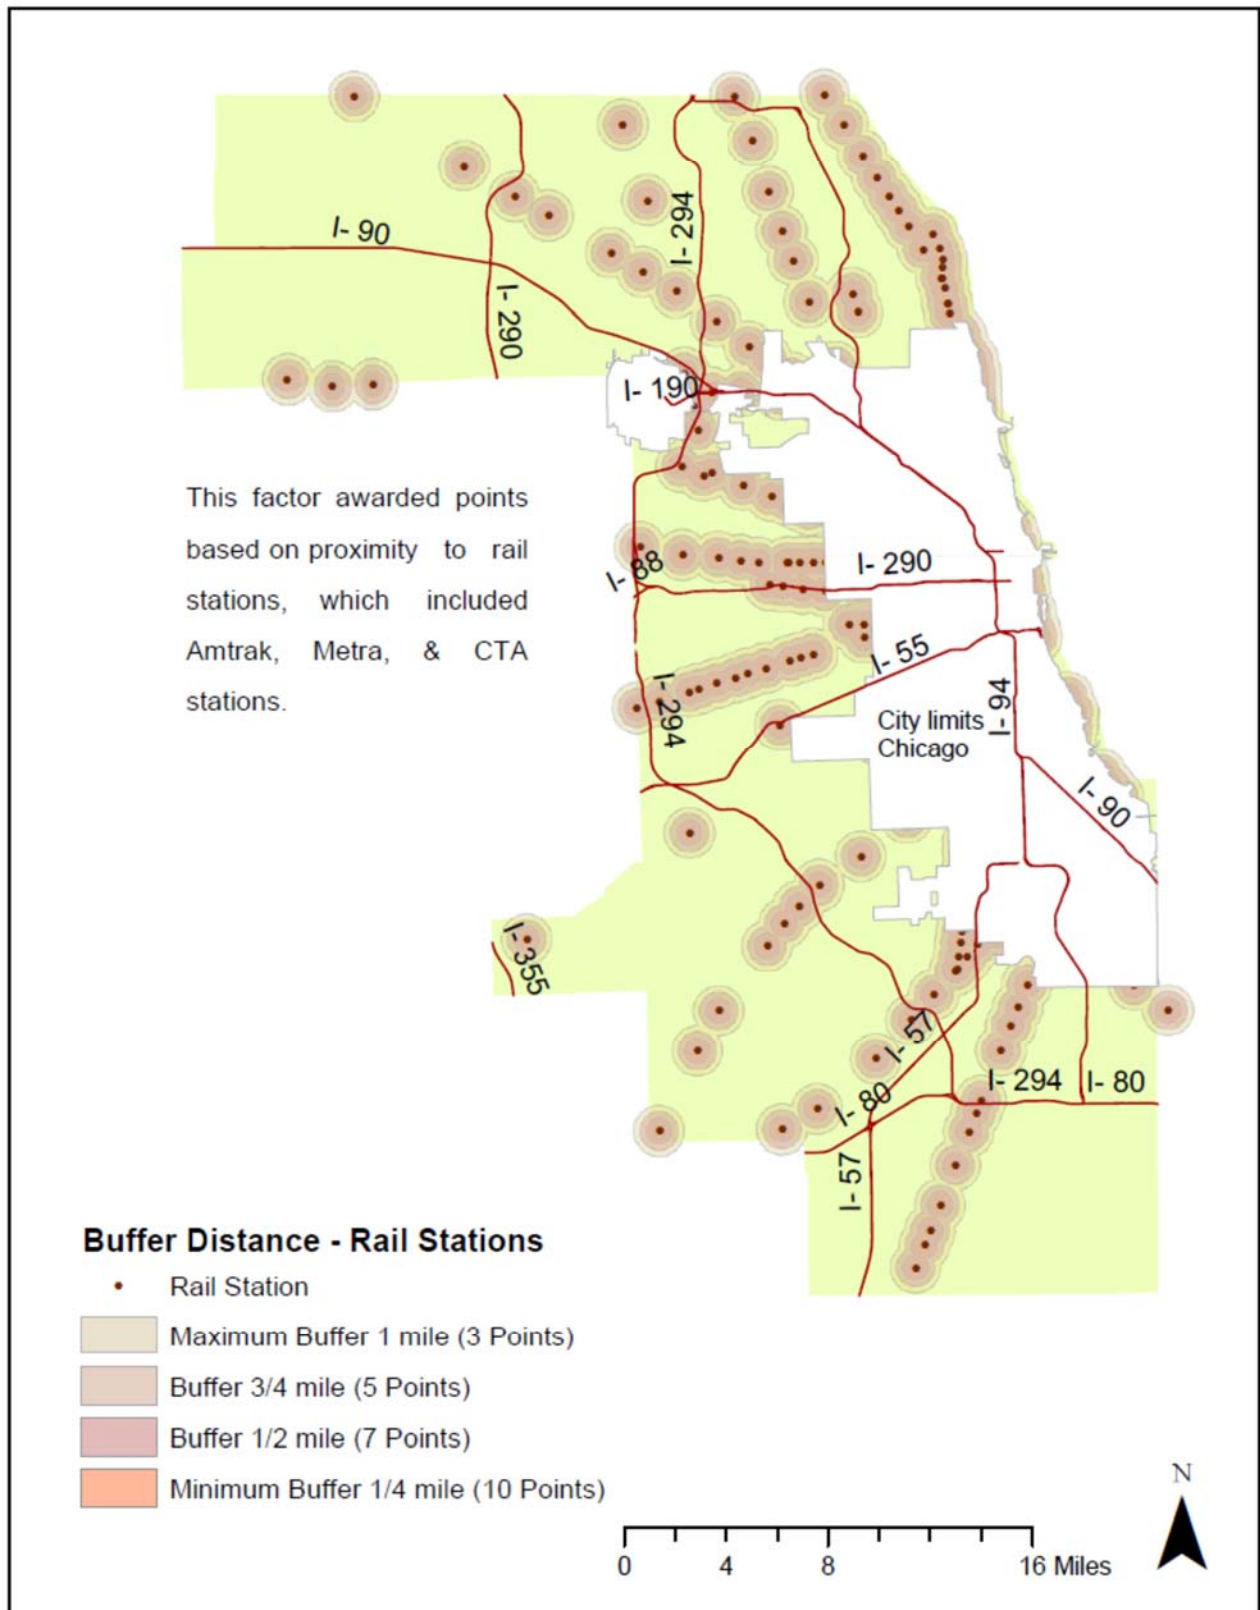 I- 90
I- 294
I- 290
I- 190
This factor awarded points
based on proximity to rail
stations, which included
Amtrak, Metra, & CTA
stations.
I- 88
I- 290
I- 55
I- 294
City limits
Chicago
I- 94
I- 90
I- 355
I- 57
I- 80
I- 294
I- 80
I- 57
Buffer Distance - Rail Stations
Rail Station
Maximum Buffer 1 mile (3 Points)
Buffer 3/4 mile (5 Points)
Buffer 1/2 mile (7 Points)
Minimum Buffer 1/4 mile (10 Points)
N
0 4 8 16 Miles